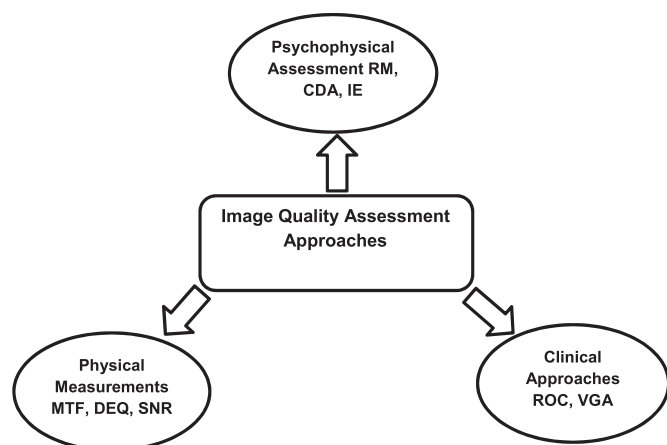 Psychophysical
Assessment RM,
CDA, IE
Image Quality Assessment
Approaches
Physical
Measurements
MTF, DEQ, SNR
Clinical
Approaches
ROC, VGA